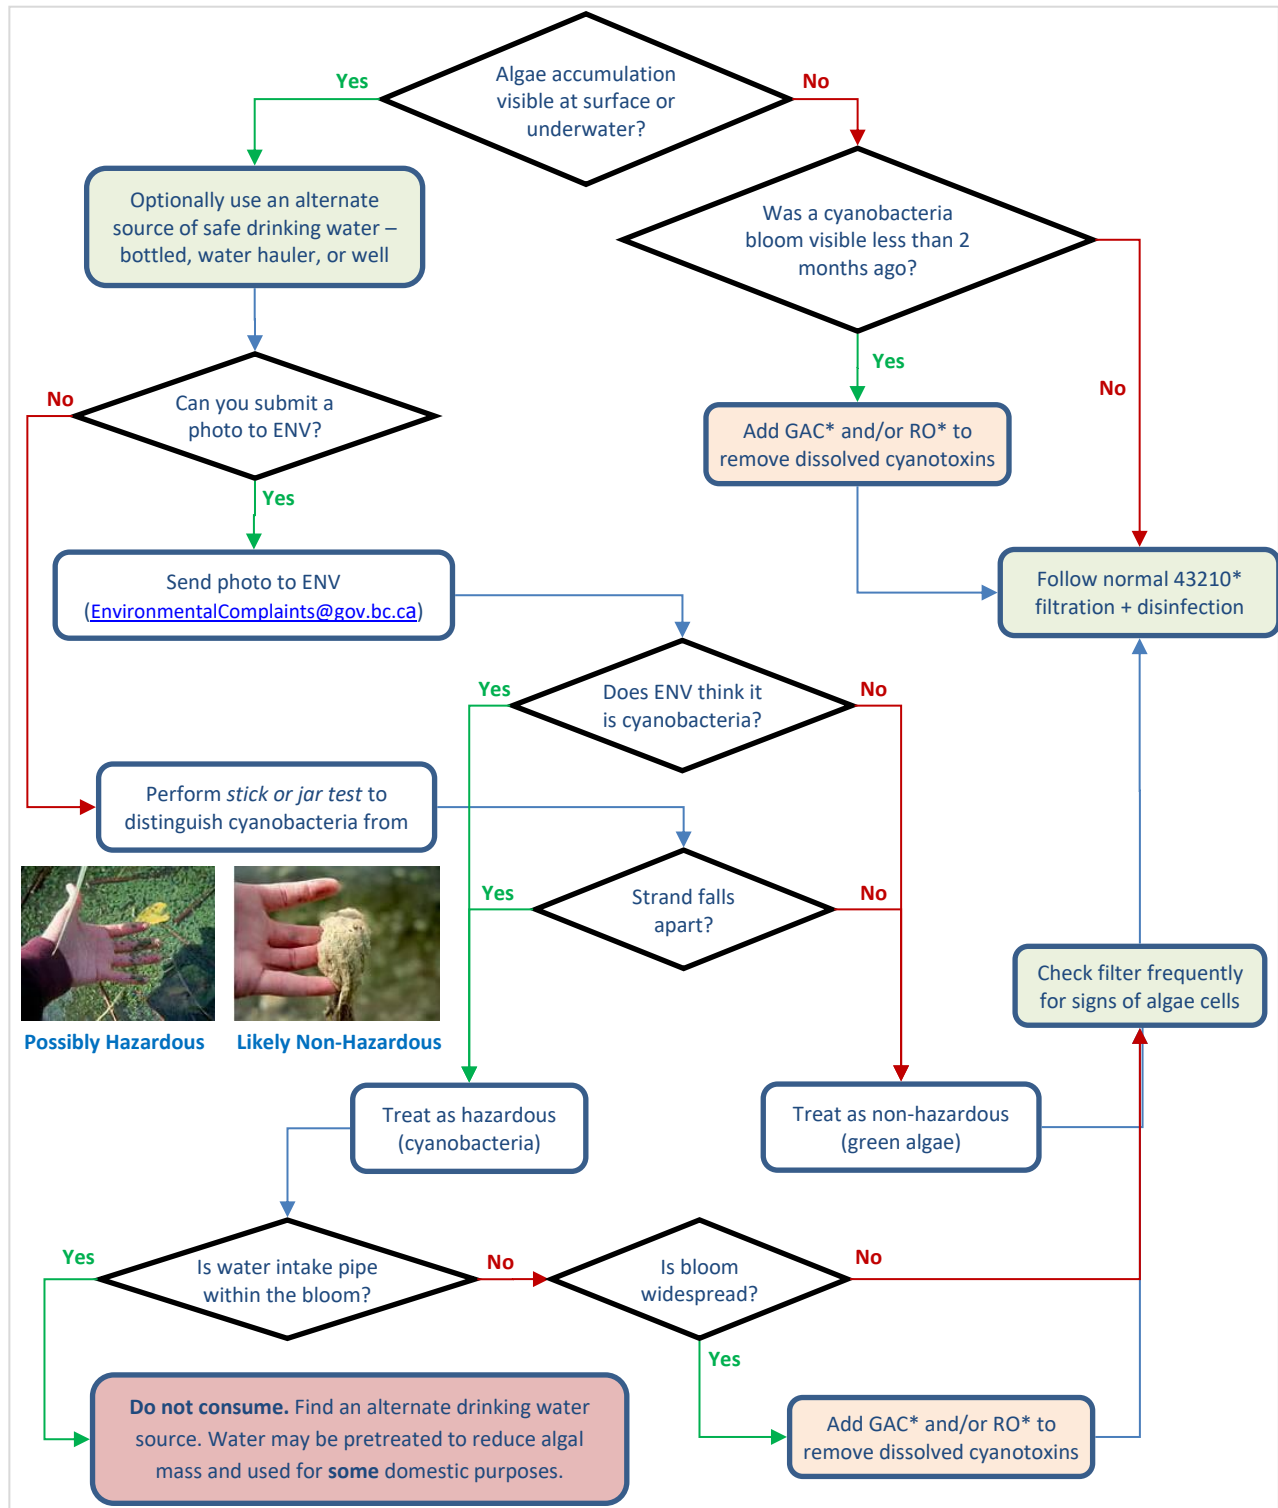 Algae accumulation
visible at surface or
underwater?
Yes
No
Optionally use an alternate
source of safe drinking water –
bottled, water hauler, or well
Was a cyanobacteria
bloom visible less than 2
months ago?
No
Can you submit a
photo to ENV?
Yes
Yes
No
Add GAC* and/or RO* to
remove dissolved cyanotoxins
Send photo to ENV
(EnvironmentalComplaints@gov.bc.ca)
Follow normal 43210*
filtration + disinfection
Yes
Does ENV think it
is cyanobacteria?
No
Perform stick or jar test to
distinguish cyanobacteria from
Yes
Strand falls
apart?
No
Possibly Hazardous
Likely Non-Hazardous
Check filter frequently
for signs of algae cells
Treat as hazardous
(cyanobacteria)
Treat as non-hazardous
(green algae)
Yes
Is water intake pipe
within the bloom?
No
Is bloom
widespread?
No
Yes
Do not consume. Find an alternate drinking water
source. Water may be pretreated to reduce algal
mass and used for some domestic purposes.
Add GAC* and/or RO* to
remove dissolved cyanotoxins